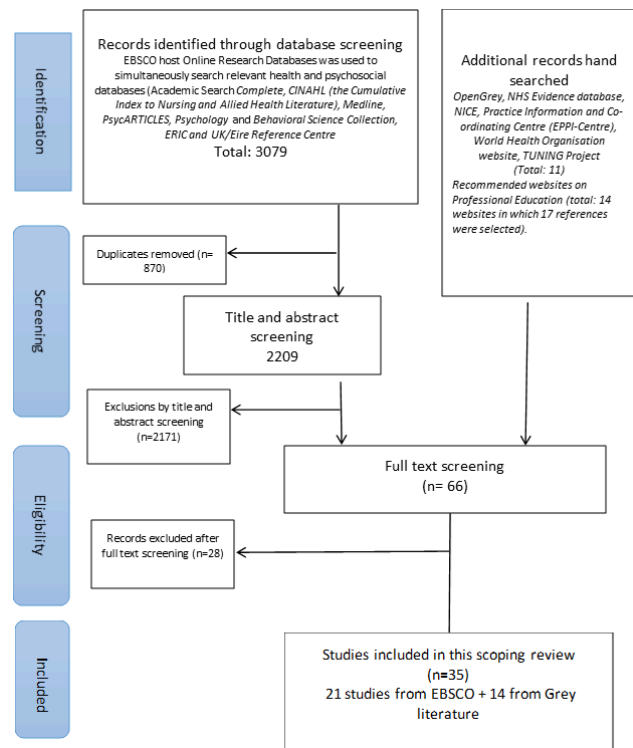 Identification
Records identified through database screening
EBSCO host Online Research Databases was used to
simultaneously search relevant health and psychosocial
databases (Academic Search Complete, CINAHL (the Cumulative
Index to Nursing and Allied Health Literature), Medline,
PsycARTICLES, Psychology and Behavioral Science Collection,
ERIC and UK/Eire Reference Centre
Total: 3079
Additional records hand
searched
OpenGrey, NHS Evidence database,
NICE, Practice Information and Co-
ordinating Centre (EPPI-Centre),
World Health Organisation
website, TUNING Project
(Total: 11)
Recommended websites on
Professional Education (total: 14
websites in which 17 references
were selected).
Screening
Duplicates removed (n=
870)
Title and abstract
screening
2209
Exclusions by title and
abstract screening
(n=2171)
Eligibility
Full text screening
(n= 66)
Records excluded after
full text screening (n=28)
Included
Studies included in this scoping review
(n=35)
21 studies from EBSCO + 14 from Grey
literature